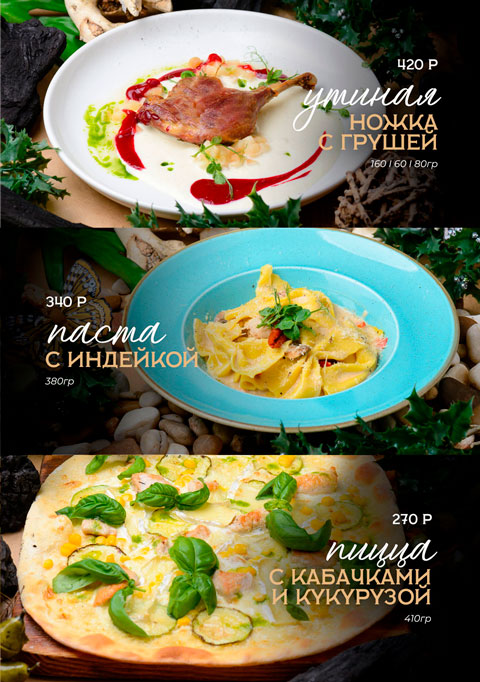 420 Р
утиная
НОЖКА
С ГРУШЕЙ
160 | 60 | 80гр
340 Р
паста
С ИНДЕЙКОЙ
380гр
270 Р
пицца
С КАБАЧКАМИ
И КУКУРУЗОЙ
410гр